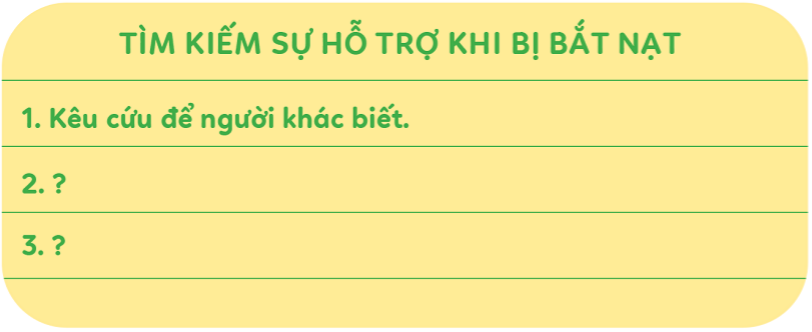 TÌM KIẾM SỰ HỖ TRỢ KHI BỊ BẮT NẠT
1. Kêu cứu để người khác biết.
2. ?
3. ?